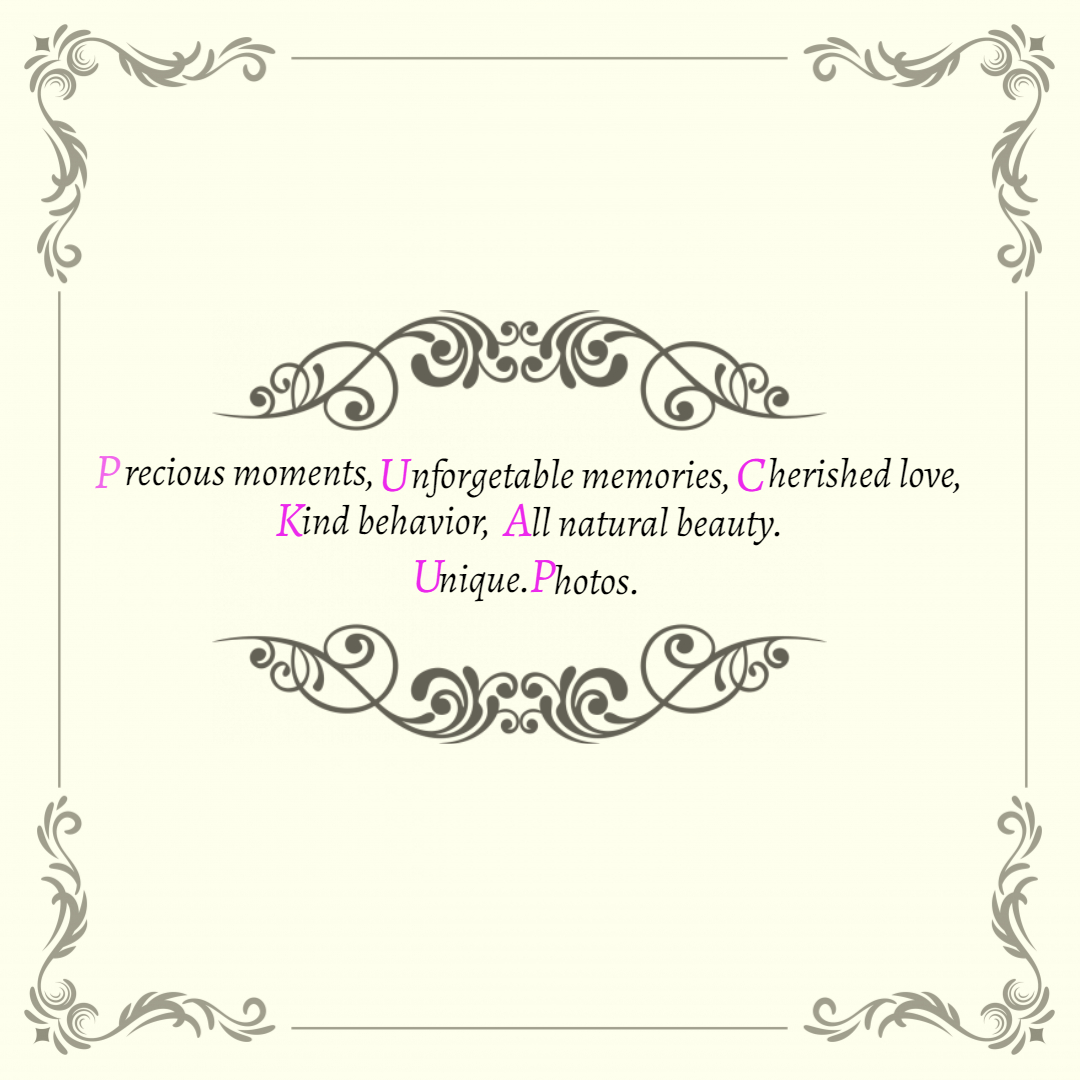 Precious moments, Unforgetable memories, Cherished love,
Kind behavior, All natural beauty.
Unique. Photos.